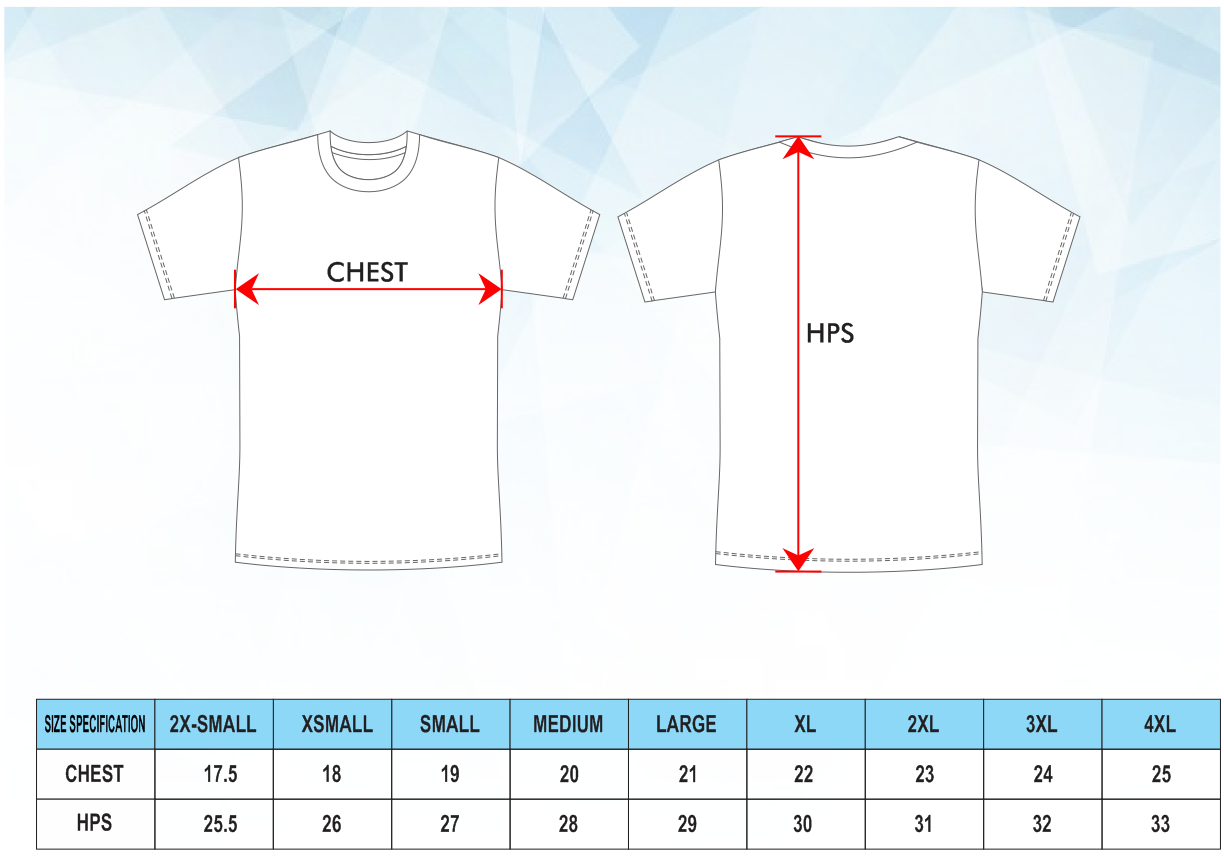 CHEST
HPS
SIZE SPECIFICATION 2X-SMALL XSMALL SMALL MEDIUM LARGE XL 2XL 3XL 4XL
CHEST 17.5 18 19 20 21 22 23 24 25
HPS 25.5 26 27 28 29 30 31 32 33